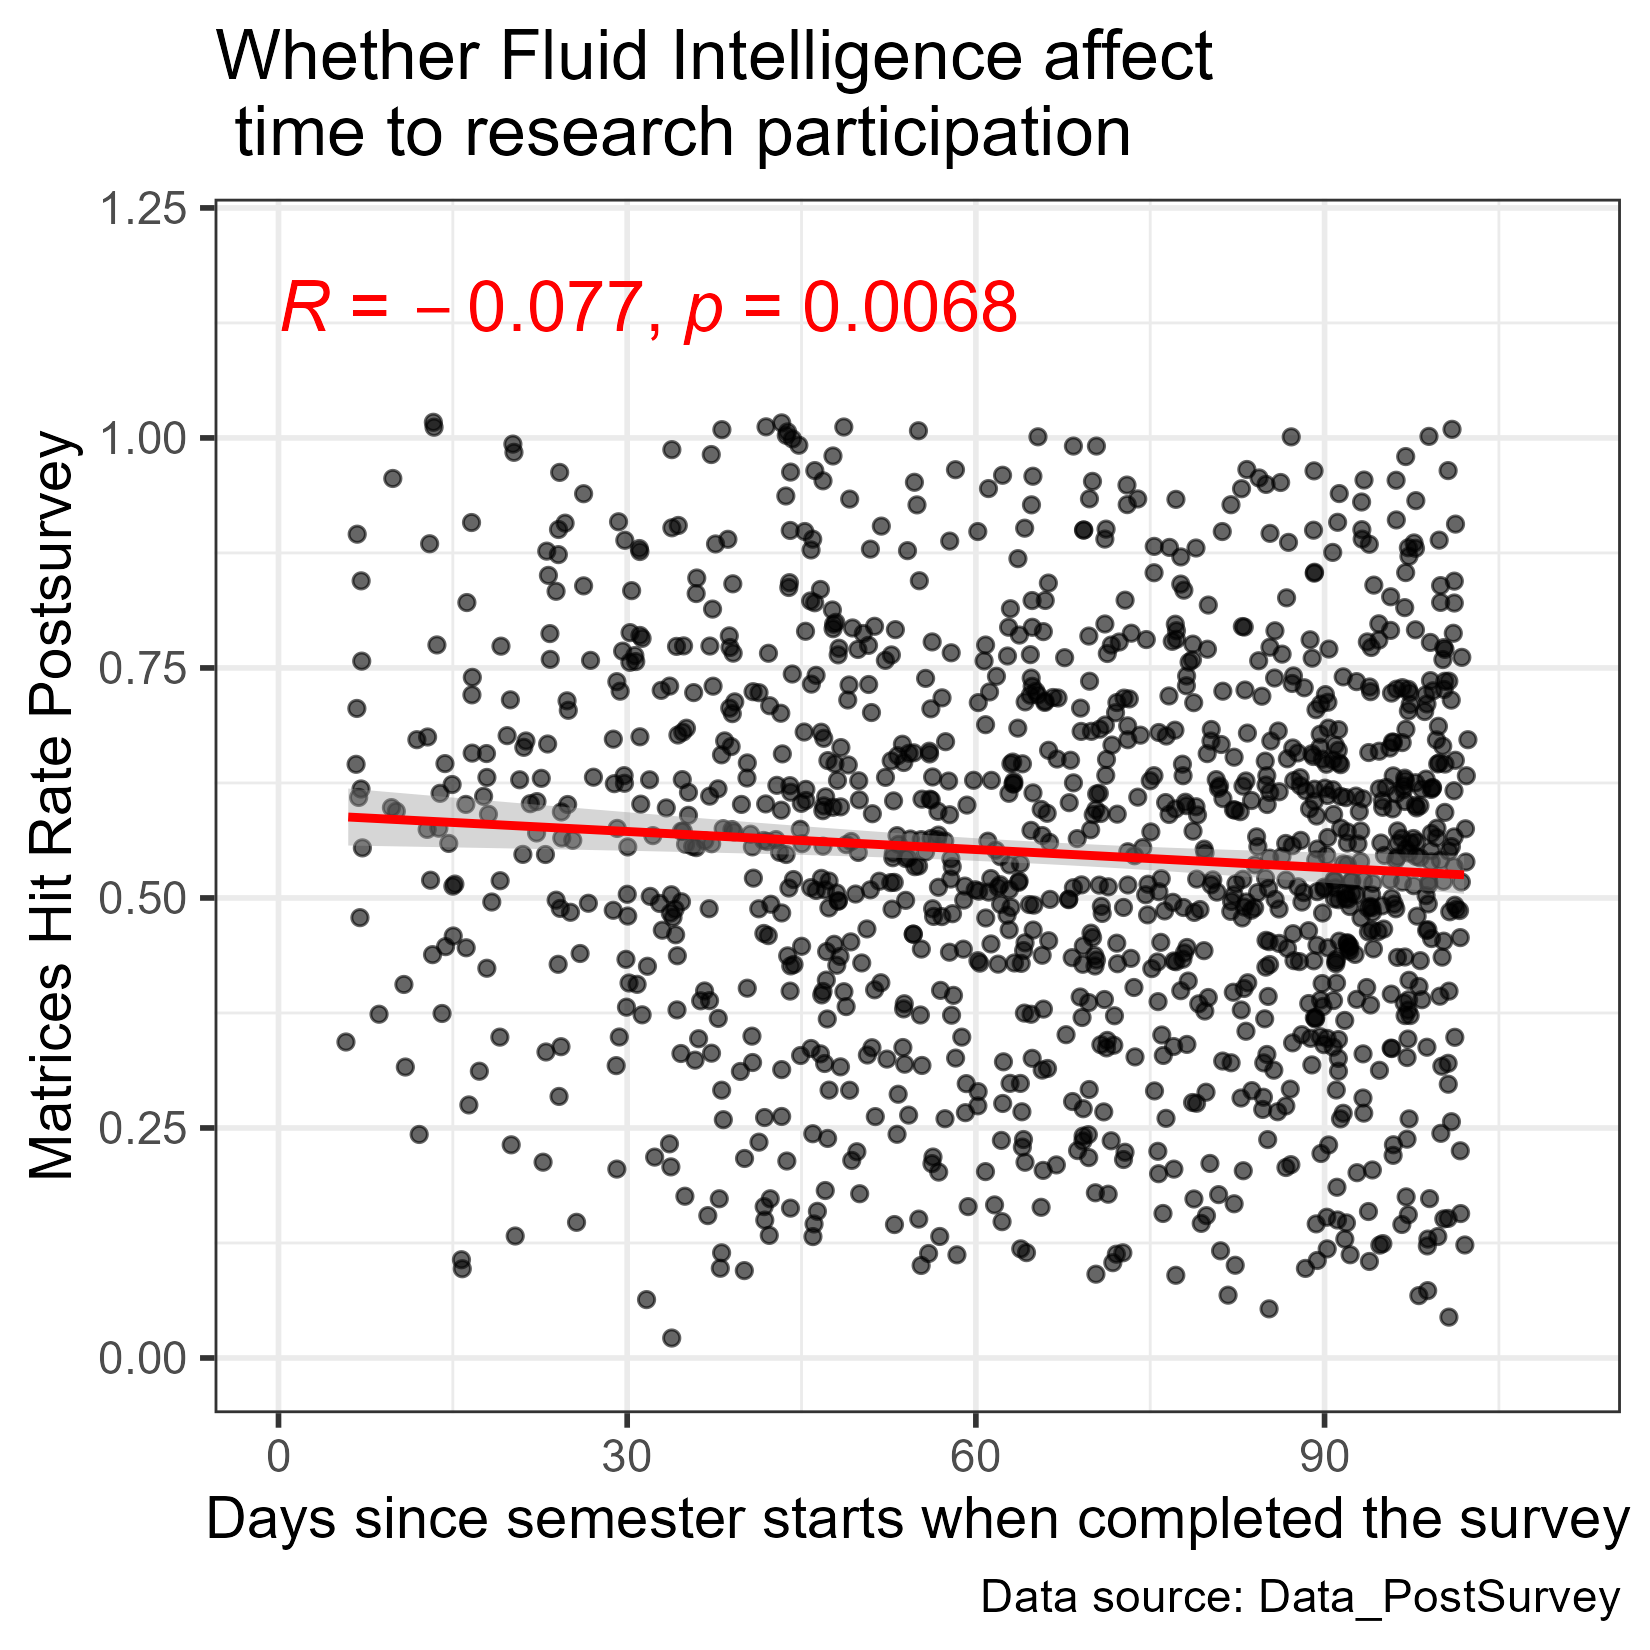 Whether Fluid Intelligence affect
time to research participation
1.25
R = − 0.077, p = 0.0068
1.00
0.75
0.50
0.25
0.00
Matrices Hit Rate Postsurvey
0 30 60 90
Days since semester starts when completed the survey
Data source: Data_PostSurvey